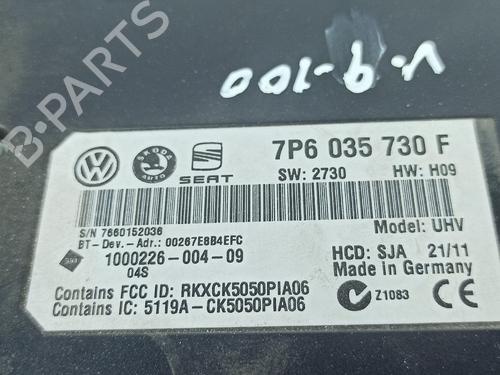 V-9-100
B-PARTS
ŠKODA
AUTO
SEAT
7P6 035 730 F
SW: 2730 HW: H09
S/N 7660152036
BT-Dev.-Adr.: 00267E8B4EFC
Model: UHV
1000226-004-09
04S
HCD: SJA 21/11
Made in Germany
Contains FCC ID: RKXCK5050PIA06
Contains IC: 5119A-CK5050PIA06
Z1083